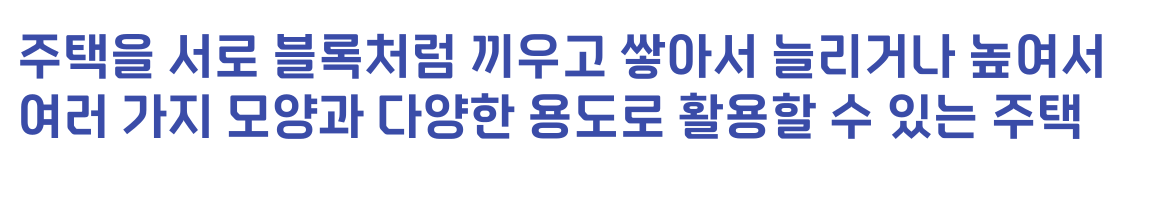 주택을 서로 블록처럼 끼우고 쌓아서 늘리거나 높여서
여러 가지 모양과 다양한 용도로 활용할 수 있는 주택